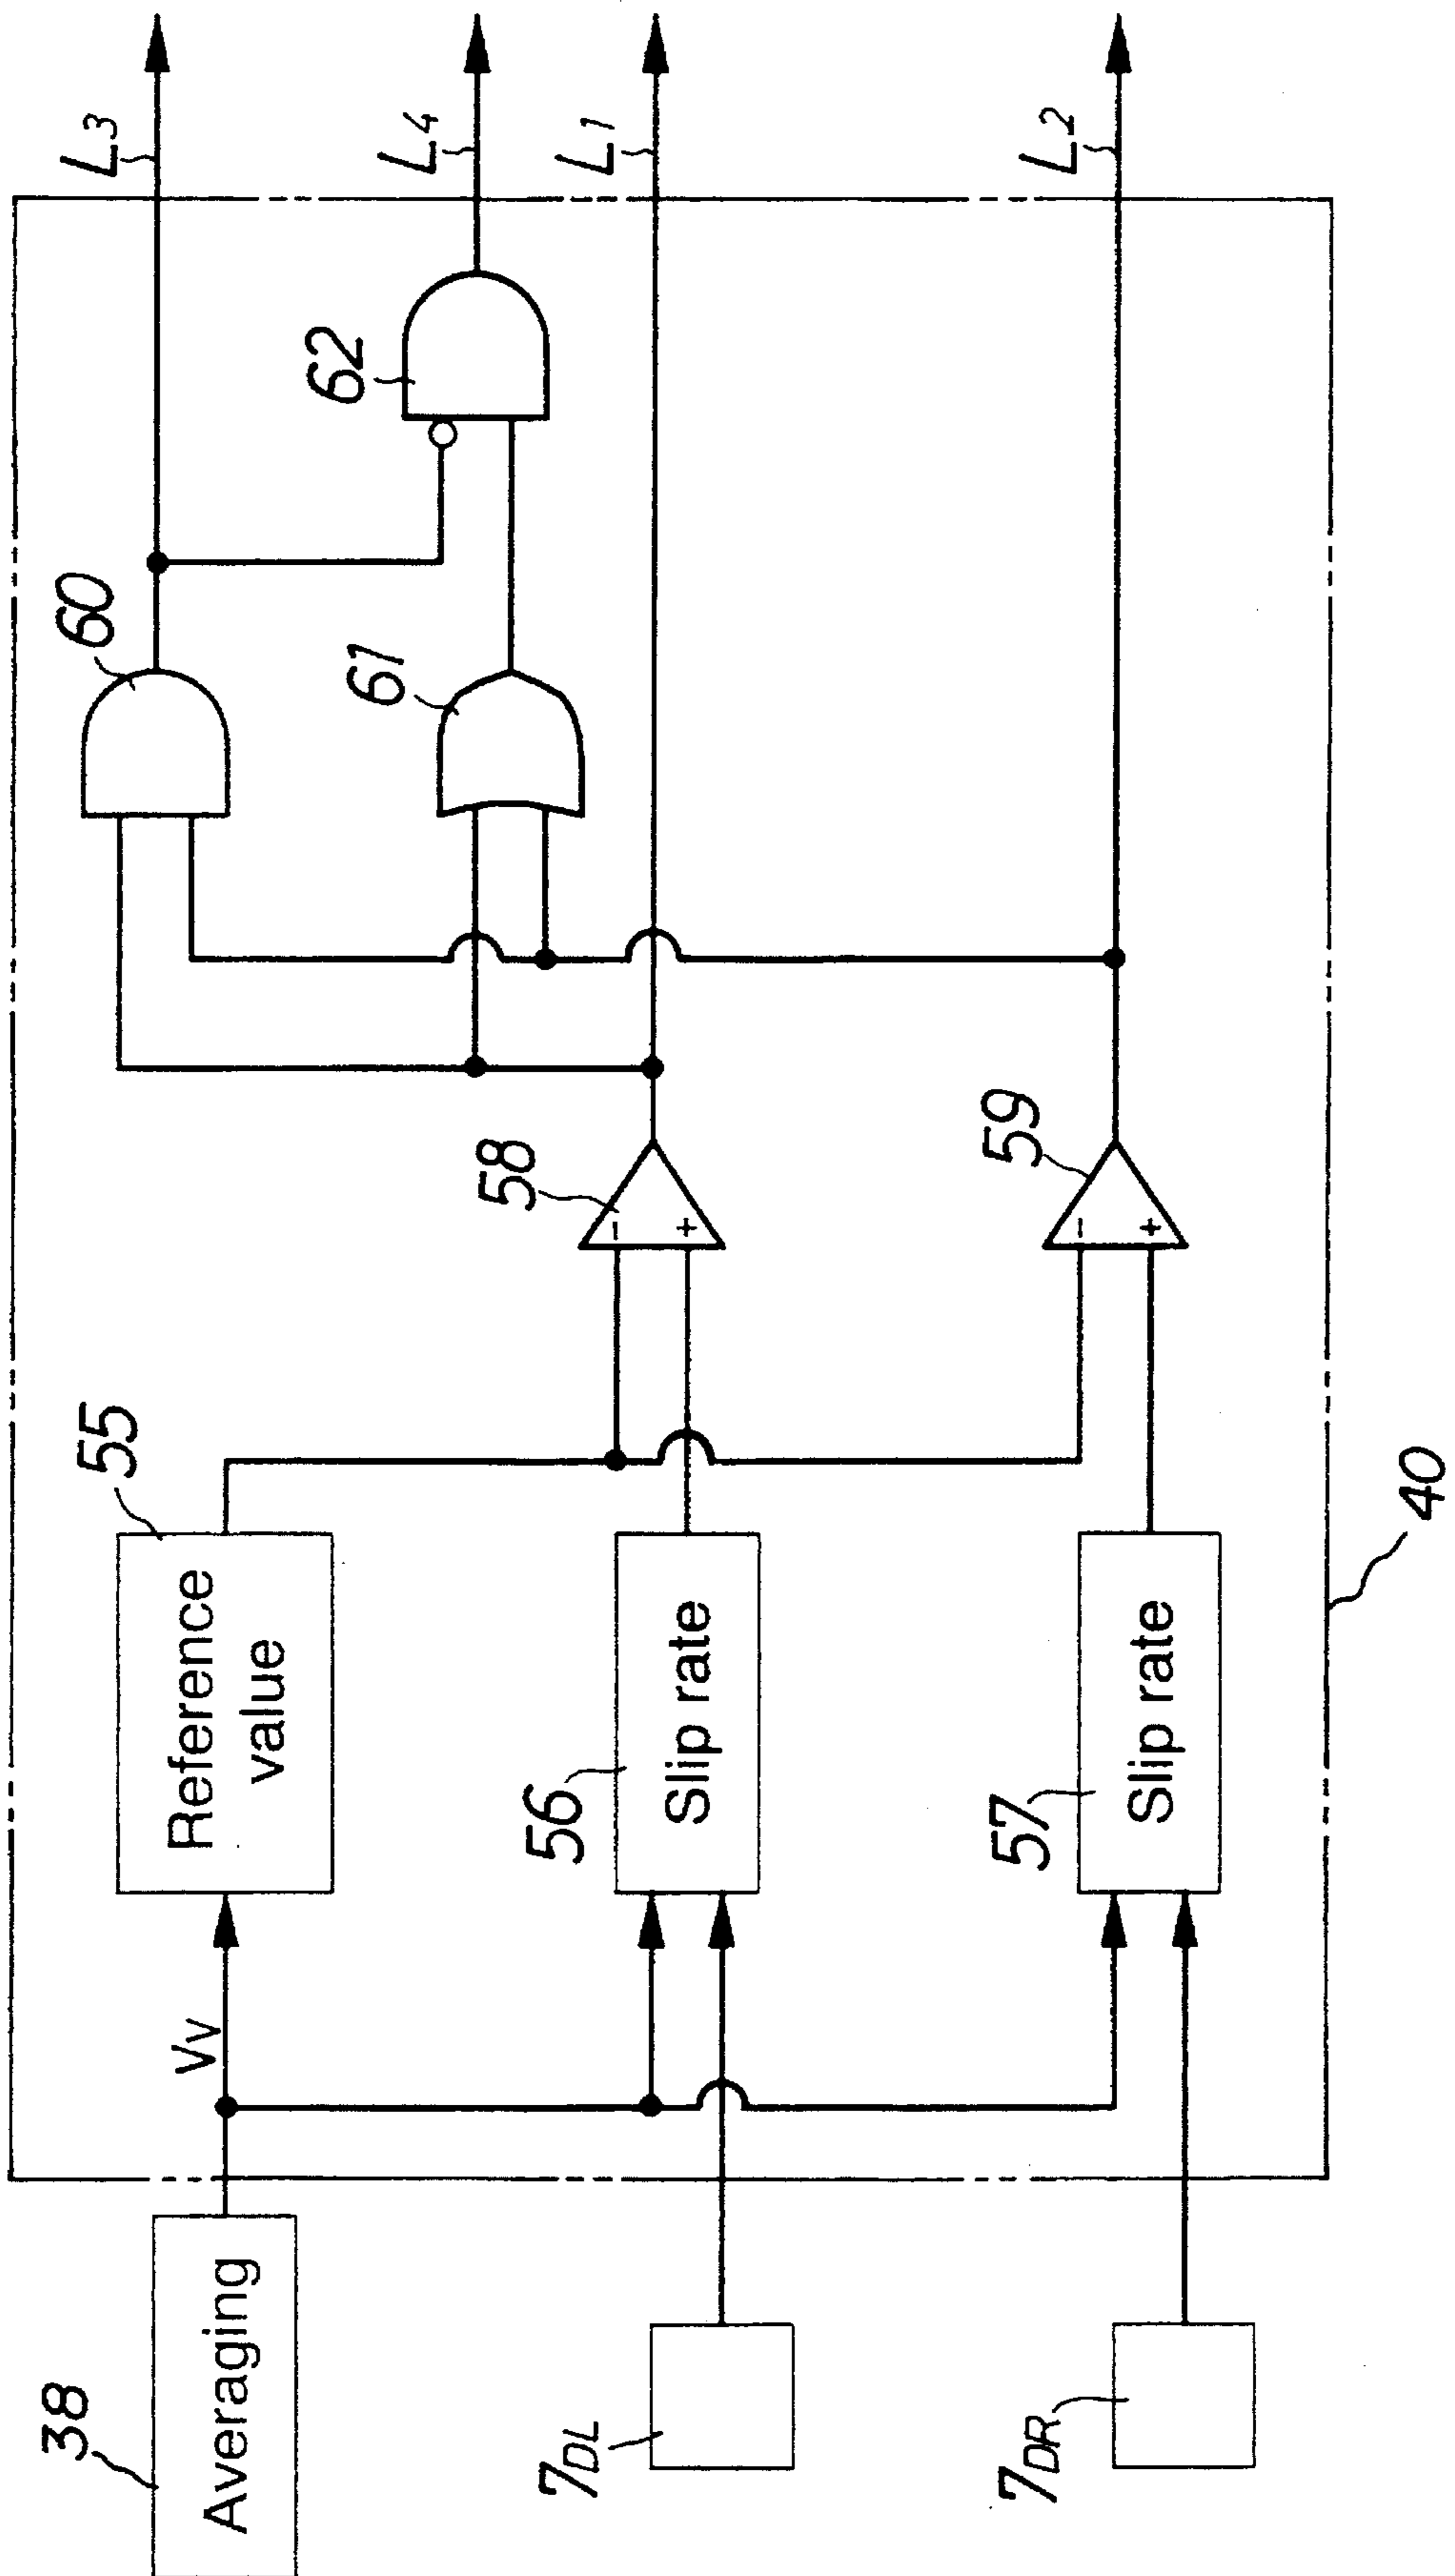 38
Averaging
7DL
7DR
VV
55
Reference
value
56
Slip rate
57
Slip rate
58
-
+
59
-
+
60
61
62
L3
L4
L1
L2
40